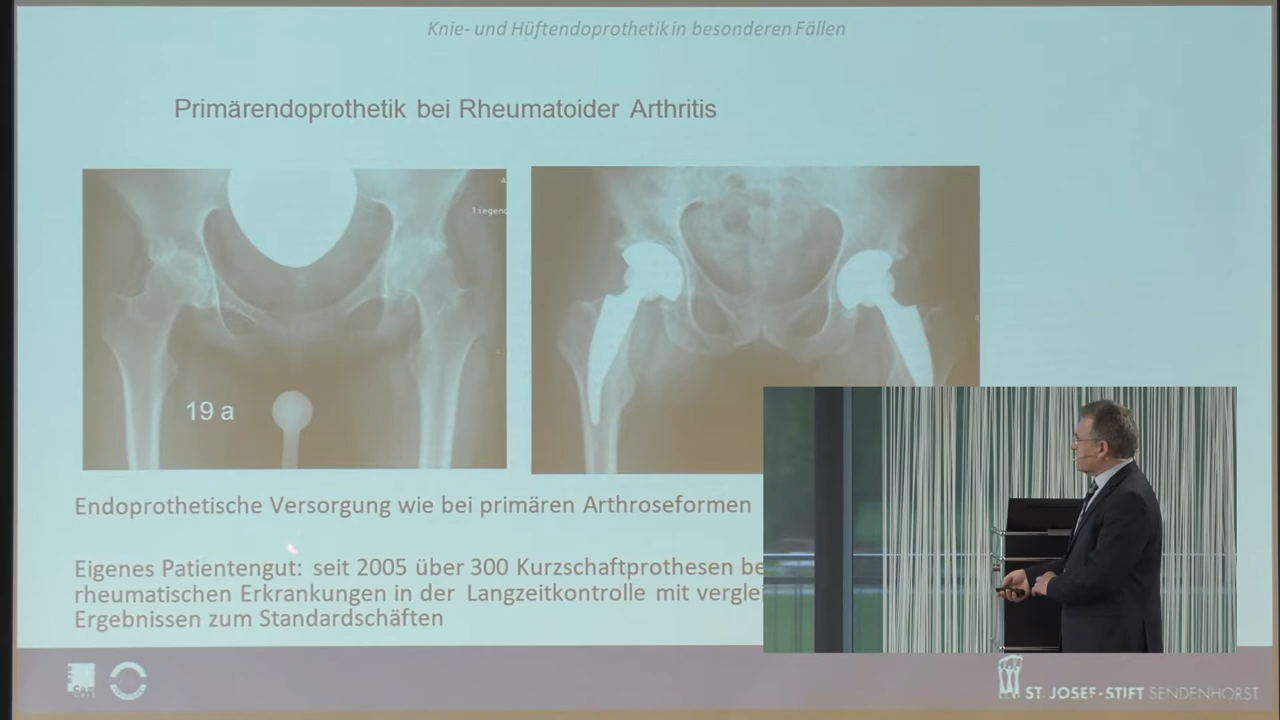 Knie- und Hüftendoprothetik in besonderen Fällen
Primärendoprothetik bei Rheumatoider Arthritis
liegend
19 a
Endoprothetische Versorgung wie bei primären Arthroseformen
Eigenes Patientengut: seit 2005 über 300 Kurzschaftprothesen be
rheumatischen Erkrankungen in der Langzeitkontrolle mit verglei
Ergebnissen zum Standardschäften
ST. JOSEF-STIFT SENDENHORST